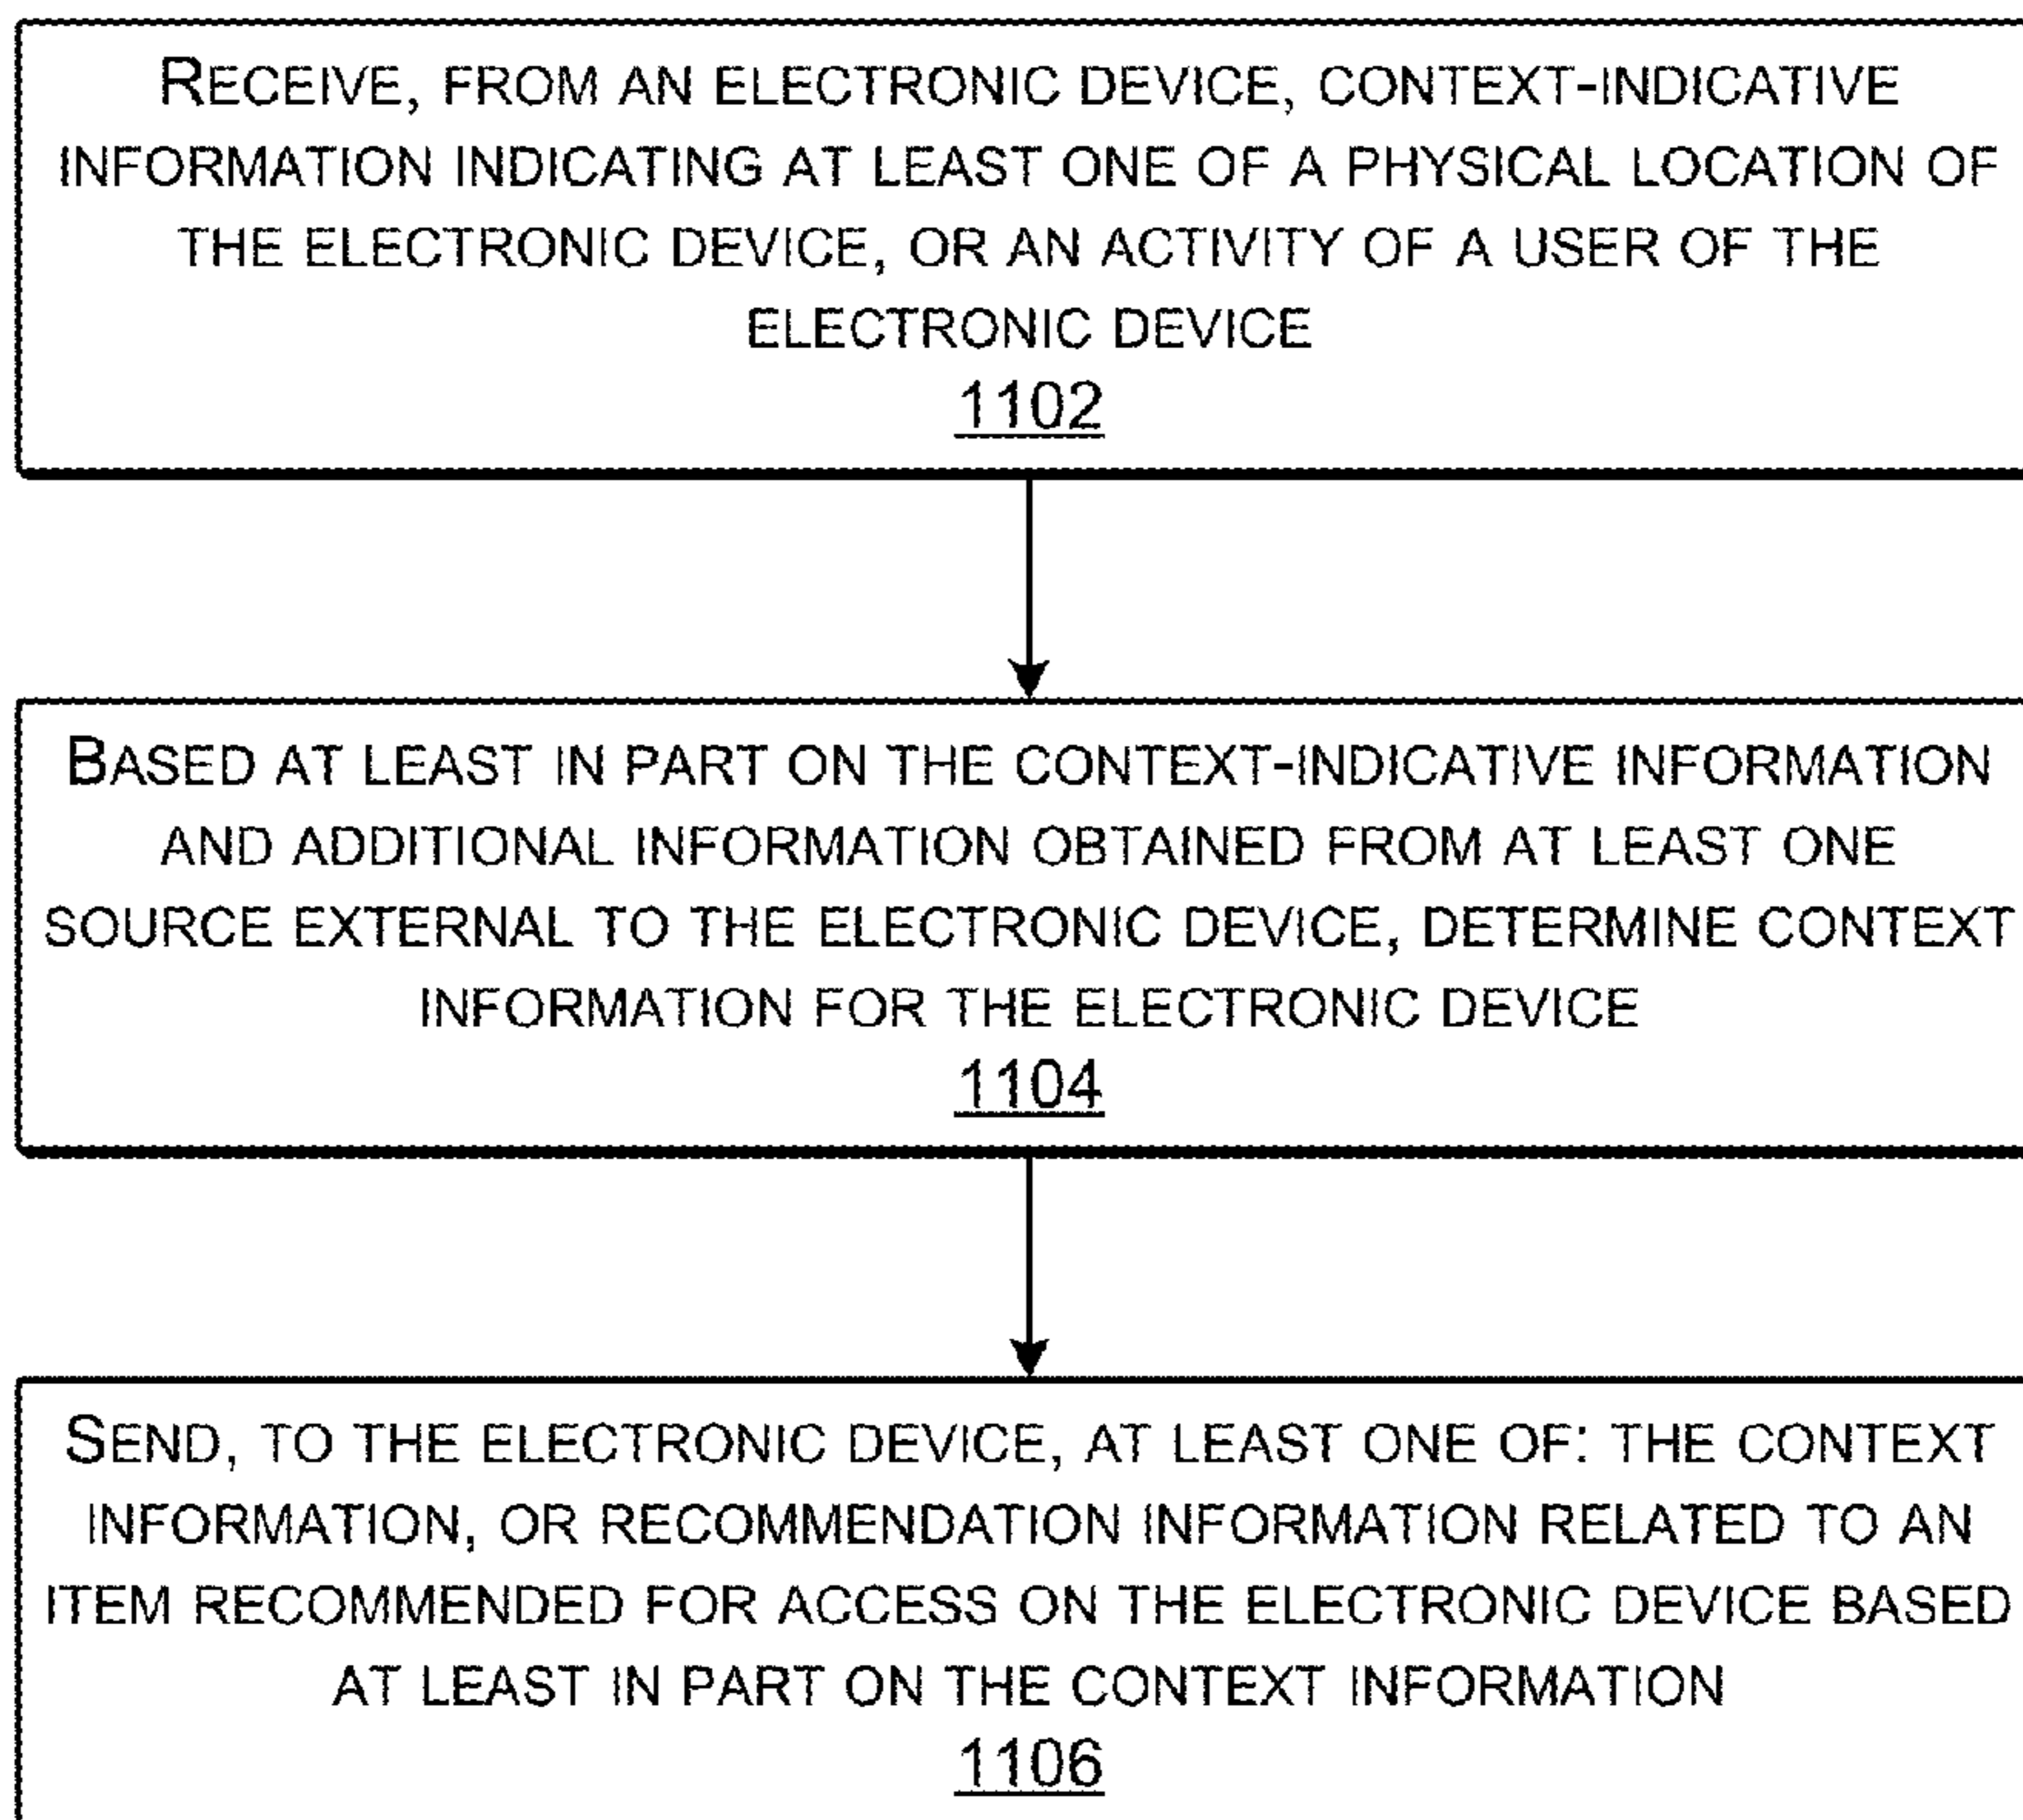 RECEIVE, FROM AN ELECTRONIC DEVICE, CONTEXT-INDICATIVE
INFORMATION INDICATING AT LEAST ONE OF A PHYSICAL LOCATION OF
THE ELECTRONIC DEVICE, OR AN ACTIVITY OF A USER OF THE
ELECTRONIC DEVICE
1102
BASED AT LEAST IN PART ON THE CONTEXT-INDICATIVE INFORMATION
AND ADDITIONAL INFORMATION OBTAINED FROM AT LEAST ONE
SOURCE EXTERNAL TO THE ELECTRONIC DEVICE, DETERMINE CONTEXT
INFORMATION FOR THE ELECTRONIC DEVICE
1104
SEND, TO THE ELECTRONIC DEVICE, AT LEAST ONE OF: THE CONTEXT
INFORMATION, OR RECOMMENDATION INFORMATION RELATED TO AN
ITEM RECOMMENDED FOR ACCESS ON THE ELECTRONIC DEVICE BASED
AT LEAST IN PART ON THE CONTEXT INFORMATION
1106